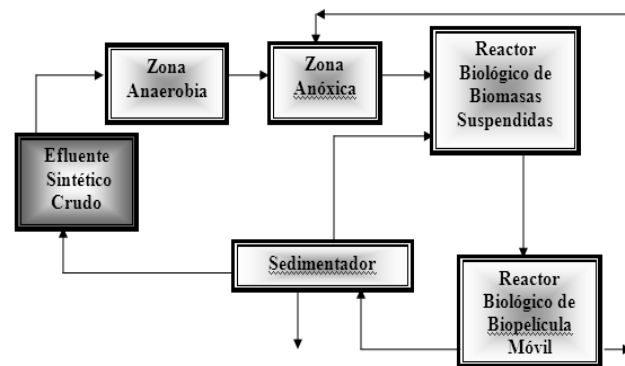 Zona
Anaerobia
Zona
Anóxica
Reactor
Biológico de
Biomasas
Suspendidas
Efluente
Sintético
Crudo
Sedimentador
Reactor
Biológico de
Biopelícula
Móvil